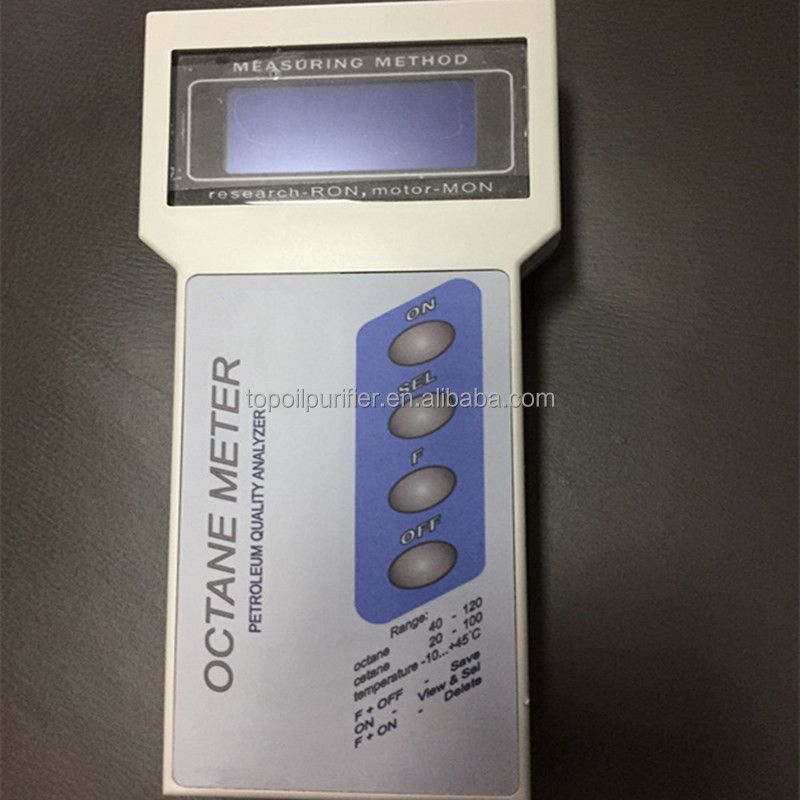 MEASURING METHOD
research-RON, motor-MON
ON
SEL
F
OFF
topoilpurifier.en.alibaba.com
OCTANE METER
PETROLEUM QUALITY ANALYZER
Range:
octane 40 - 120
cetane 20 - 100
temperature -10...+45°C
F + OFF - Save
ON - View & Sel
F + ON - Delete